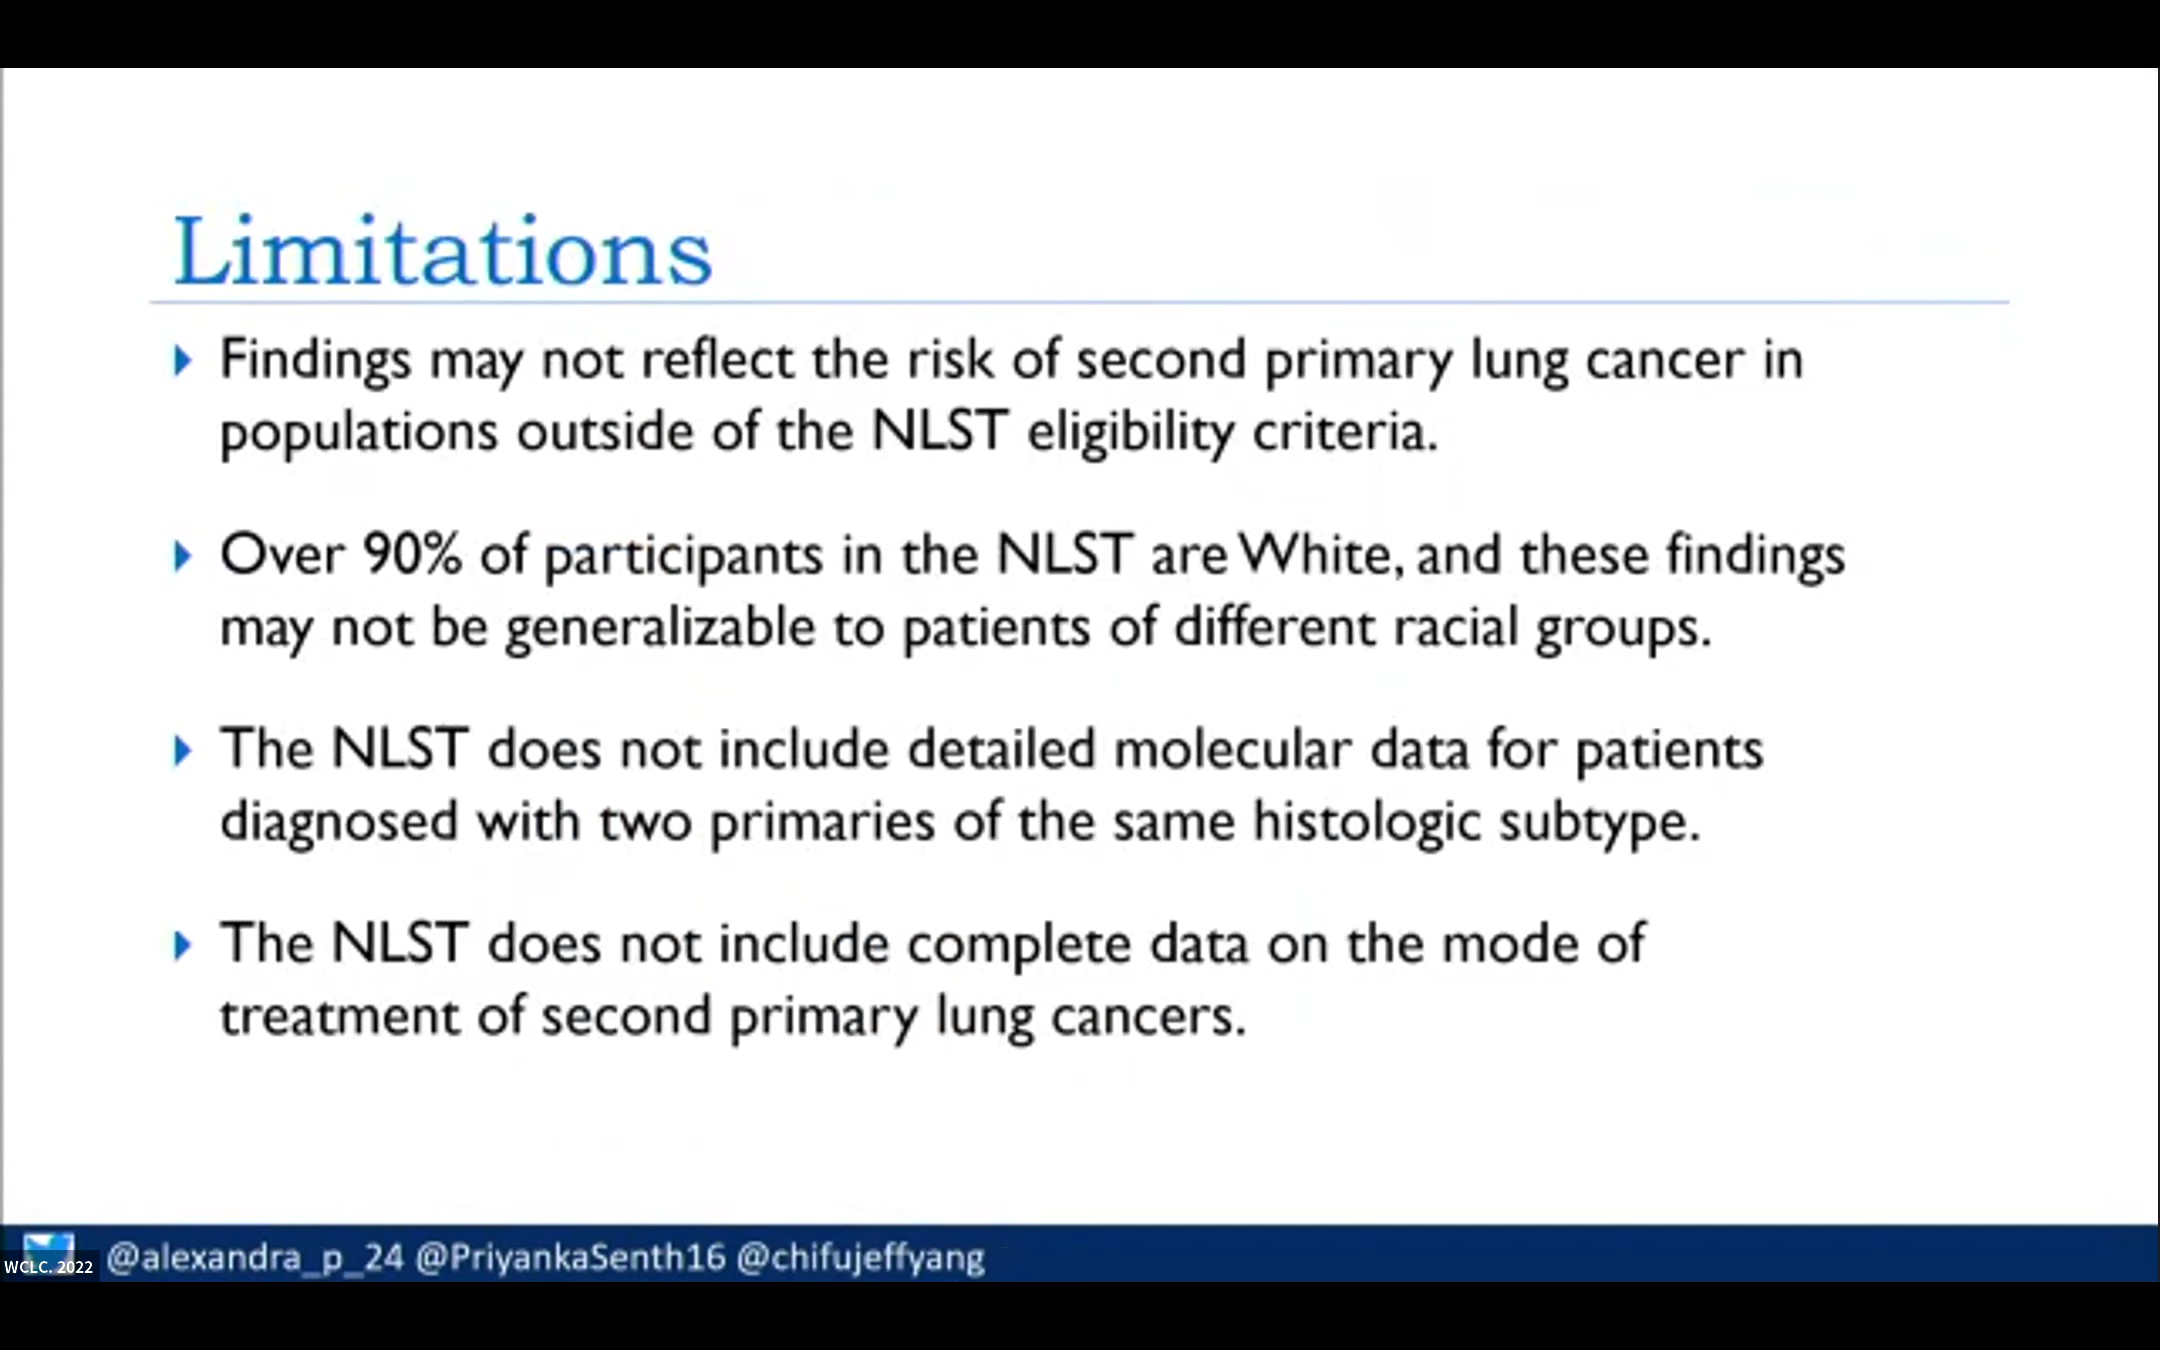 Limitations
Findings may not reflect the risk of second primary lung cancer in
populations outside of the NLST eligibility criteria.
Over 90% of participants in the NLST are White, and these findings
may not be generalizable to patients of different racial groups.
The NLST does not include detailed molecular data for patients
diagnosed with two primaries of the same histologic subtype.
The NLST does not include complete data on the mode of
treatment of second primary lung cancers.
WCLC. 2022
@alexandra_p_24 @PriyankaSenth16 @chifujeffyang